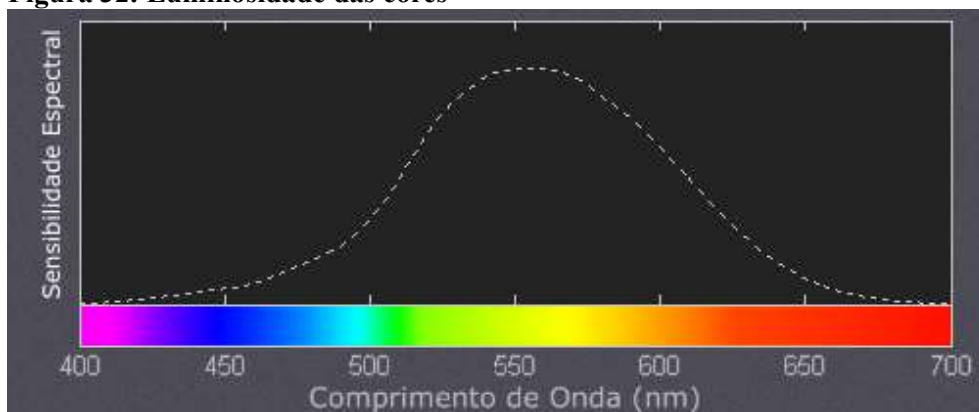 Figura 32: Luminosidade das cores
Sensibilidade Espectral
400 450 500 550 600 650 700
Comprimento de Onda (nm)